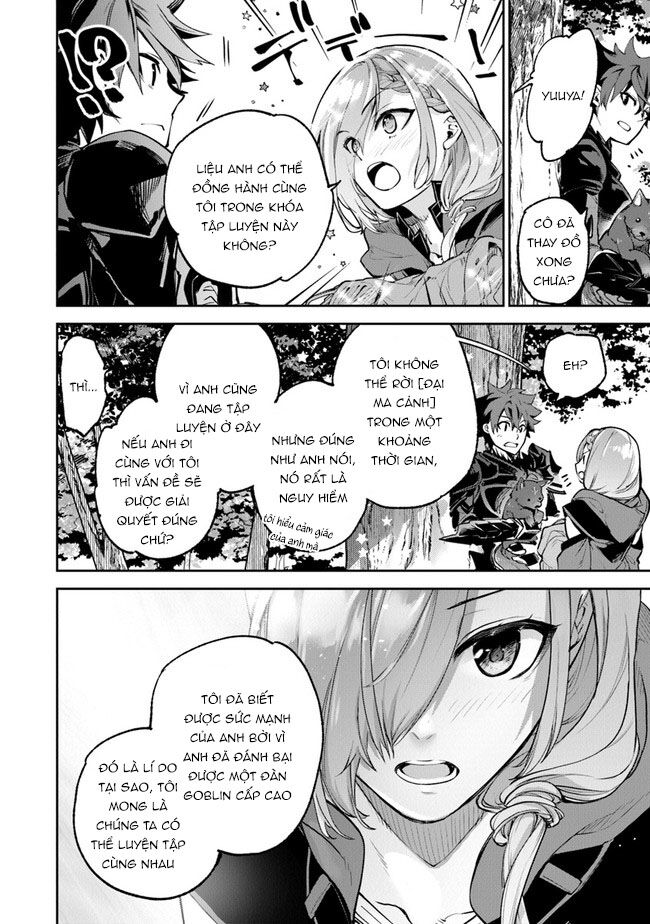 YUUYA!
CÔ ĐÃ
THAY ĐỒ
XONG
CHƯA?
デデーン
!?
LIỆU ANH CÓ THỂ
ĐỒNG HÀNH CÙNG
TÔI TRONG KHÓA
TẬP LUYỆN NÀY
KHÔNG?
EH?
TÔI KHÔNG
THỂ RỜI [ĐẠI
MA CẢNH]
TRONG MỘT
KHOẢNG
THỜI GIAN,
NHƯNG ĐÚNG
NHƯ ANH NÓI,
NÓ RẤT LÀ
NGUY HIỂM
tôi hiểu cảm giác
của anh mà
VÌ ANH CŨNG
ĐANG TẬP
LUYỆN Ở ĐÂY
NẾU ANH ĐI
CÙNG VỚI TÔI
THÌ VẤN ĐỀ SẼ
ĐƯỢC GIẢI
QUYẾT ĐÚNG
CHỨ?
THÌ...
TÔI ĐÃ BIẾT
ĐƯỢC SỨC MẠNH
CỦA ANH BỞI VÌ
ANH ĐÃ ĐÁNH BẠI
ĐƯỢC MỘT ĐÀN
GOBLIN CẤP CAO
ĐÓ LÀ LÍ DO
TẠI SAO, TÔI
MONG LÀ
CHÚNG TA CÓ
THỂ LUYỆN TẬP
CÙNG NHAU